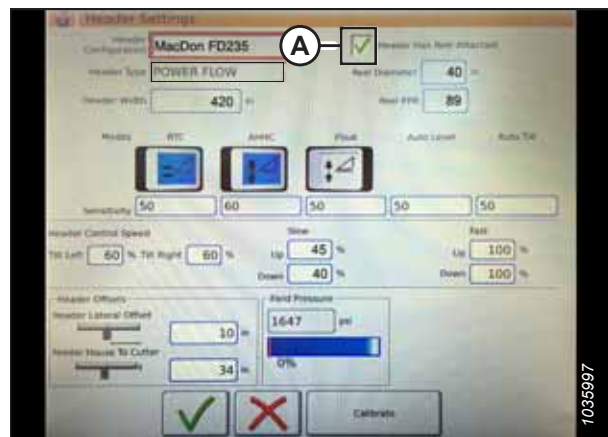 Header Settings
Header Configuration MacDon FD235 A Header Has Reel Attached
Header Type POWER FLOW Reel Diameter 40 in
Header Width 420 in Reel PPR 89
Modes RTC AHHC Float Auto Level Auto Tilt
Sensitivity 50 60 50 50 50
Header Control Speed Slow Fast
Tilt Left 60 % Tilt Right 60 % Up 45 % Up 100 %
Down 40 % Down 100 %
Header Offsets Field Pressure
Header Lateral Offset 10 in 1647 psi
Feeder House To Cutter 34 in 0%
Calibrate
1035997